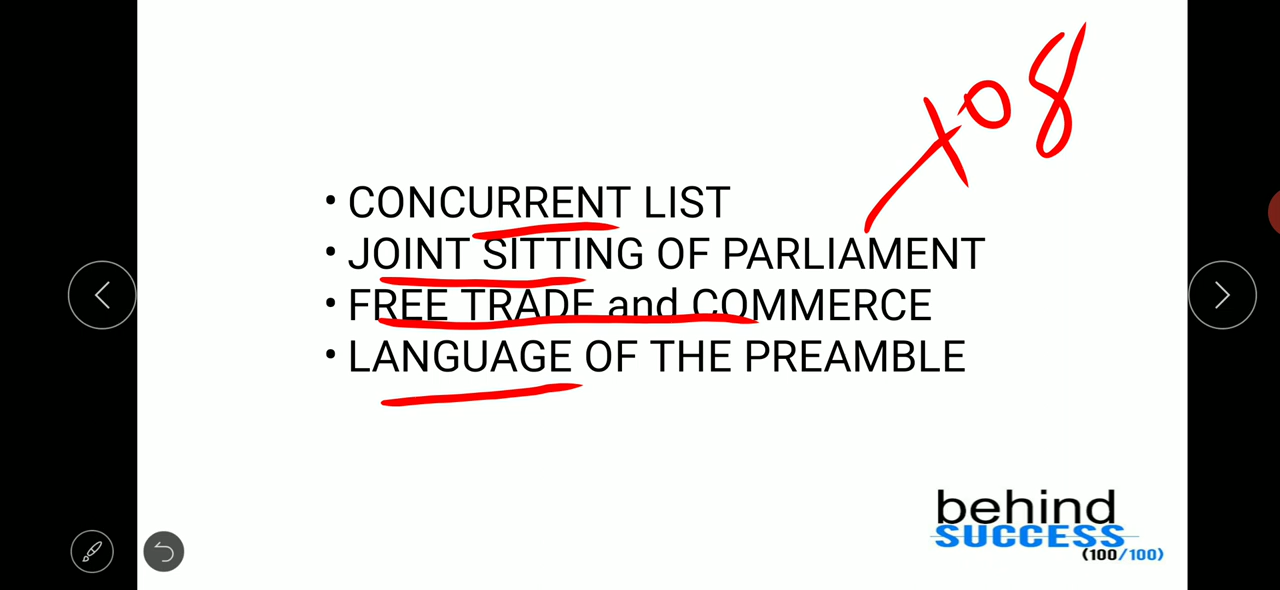 108
• CONCURRENT LIST
• JOINT SITTING OF PARLIAMENT
• FREE TRADE and COMMERCE
• LANGUAGE OF THE PREAMBLE
behind
SUCCESS
(100/100)